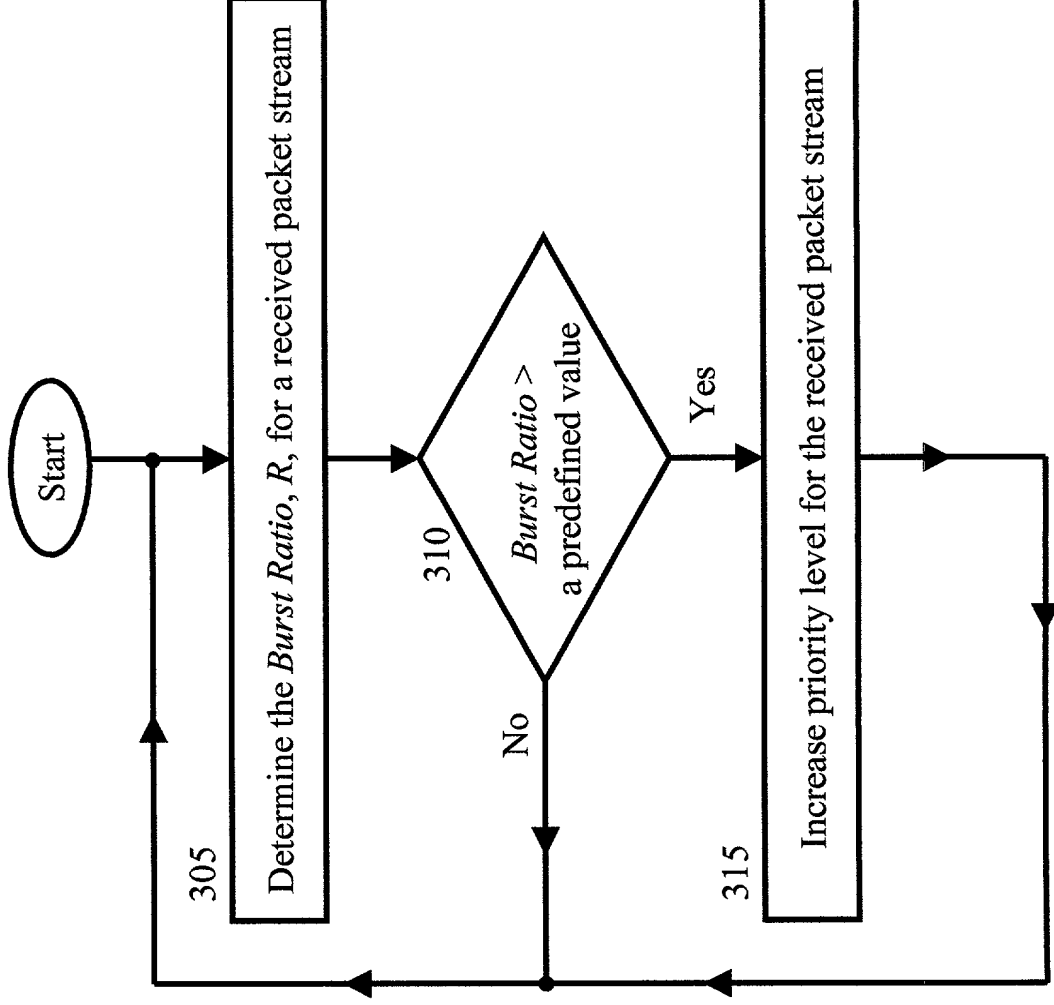 Start
305
Determine the Burst Ratio, R, for a received packet stream
310
Burst Ratio >
a predefined value
No
Yes
315
Increase priority level for the received packet stream